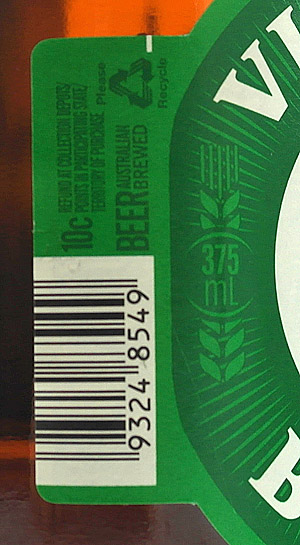 10c REFUND AT COLLECTION DEPOTS/
POINTS IN PARTICIPATING STATE/
TERRITORY OF PURCHASE.
Please
Recycle
BEER AUSTRALIAN
BREWED
375
mL
9324 8549
VI
B